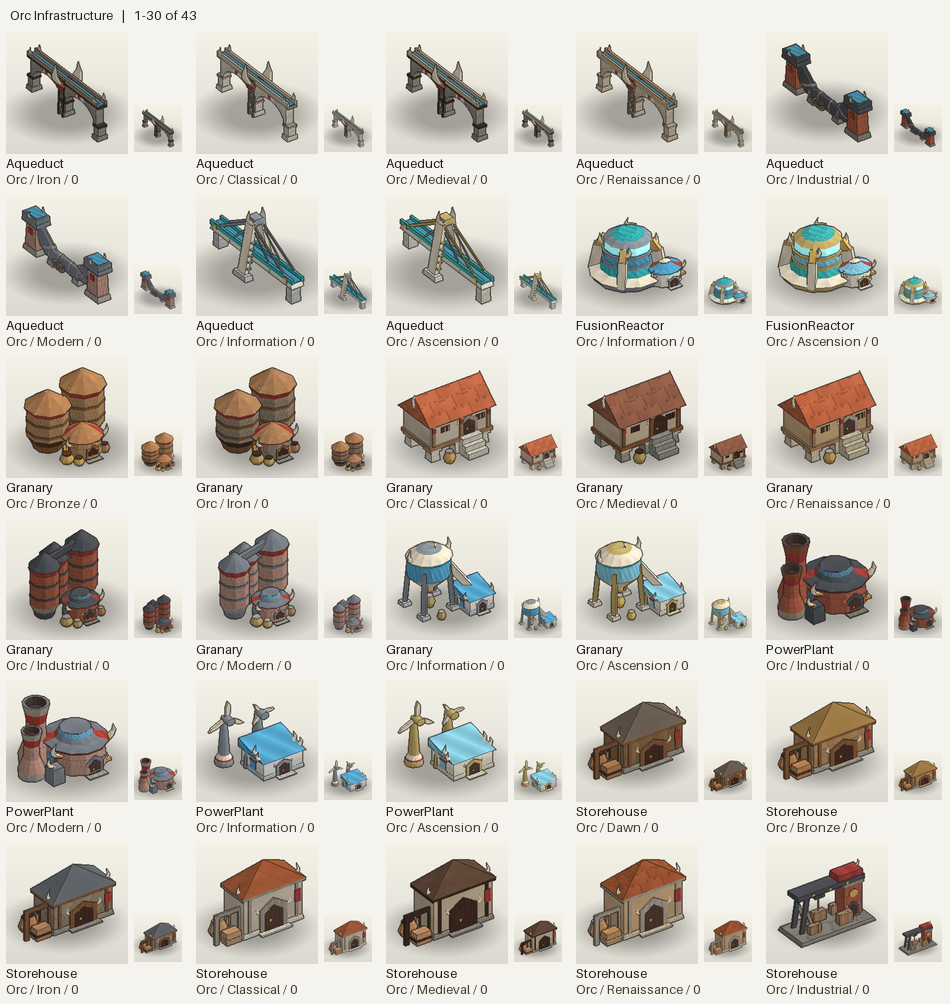 Orc Infrastructure | 1-30 of 43
Aqueduct
Orc / Iron / 0
Aqueduct
Orc / Classical / 0
Aqueduct
Orc / Medieval / 0
Aqueduct
Orc / Renaissance / 0
Aqueduct
Orc / Industrial / 0
Aqueduct
Orc / Modern / 0
Aqueduct
Orc / Information / 0
Aqueduct
Orc / Ascension / 0
FusionReactor
Orc / Information / 0
FusionReactor
Orc / Ascension / 0
Granary
Orc / Bronze / 0
Granary
Orc / Iron / 0
Granary
Orc / Classical / 0
Granary
Orc / Medieval / 0
Granary
Orc / Renaissance / 0
Granary
Orc / Industrial / 0
Granary
Orc / Modern / 0
Granary
Orc / Information / 0
Granary
Orc / Ascension / 0
PowerPlant
Orc / Industrial / 0
PowerPlant
Orc / Modern / 0
PowerPlant
Orc / Information / 0
PowerPlant
Orc / Ascension / 0
Storehouse
Orc / Dawn / 0
Storehouse
Orc / Bronze / 0
Storehouse
Orc / Iron / 0
Storehouse
Orc / Classical / 0
Storehouse
Orc / Medieval / 0
Storehouse
Orc / Renaissance / 0
Storehouse
Orc / Industrial / 0